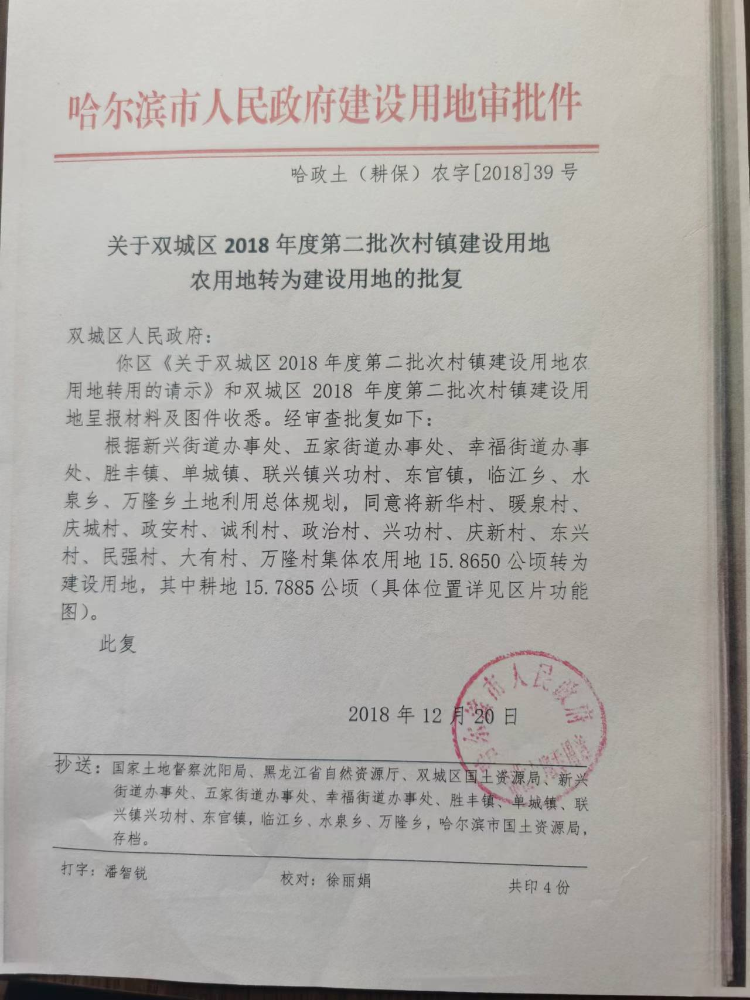 哈尔滨市人民政府建设用地审批件
哈政土（耕保）农字[2018]39 号
关于双城区 2018 年度第二批次村镇建设用地
农用地转为建设用地的批复
双城区人民政府：
你区《关于双城区 2018 年度第二批次村镇建设用地农
用地转用的请示》和双城区 2018 年度第二批次村镇建设用
地呈报材料及图件收悉。经审查批复如下：
根据新兴街道办事处、五家街道办事处、幸福街道办事
处、胜丰镇、单城镇、联兴镇兴功村、东官镇，临江乡、水
泉乡、万隆乡土地利用总体规划，同意将新华村、暖泉村、
庆城村、政安村、诚利村、政治村、兴功村、庆新村、东兴
村、民强村、大有村、万隆村集体农用地 15.8650 公顷转为
建设用地，其中耕地 15.7885 公顷（具体位置详见区片功能
图）。
此复
哈尔滨市人民政府
2018 年 12 月 20 日
抄送：国家土地督察沈阳局、黑龙江省自然资源厅、双城区国土资源局、新兴
街道办事处、五家街道办事处、幸福街道办事处、胜丰镇、单城镇、联
兴镇兴功村、东官镇，临江乡、水泉乡、万隆乡，哈尔滨市国土资源局，
存档。
打字：潘智锐 校对：徐丽娟 共印 4 份